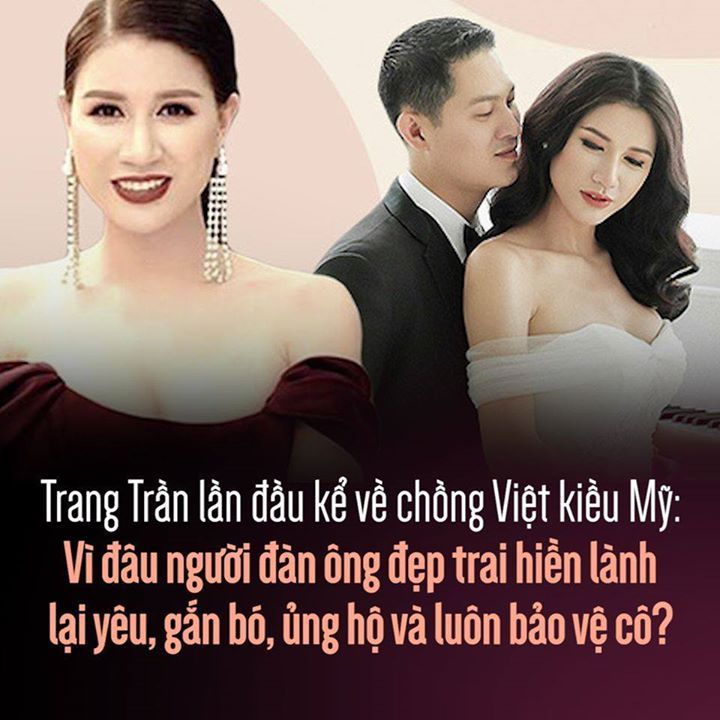 Trang Trần lần đầu kể về chồng Việt kiều Mỹ:
Vì đâu người đàn ông đẹp trai hiền lành
lại yêu, gắn bó, ủng hộ và luôn bảo vệ cô?